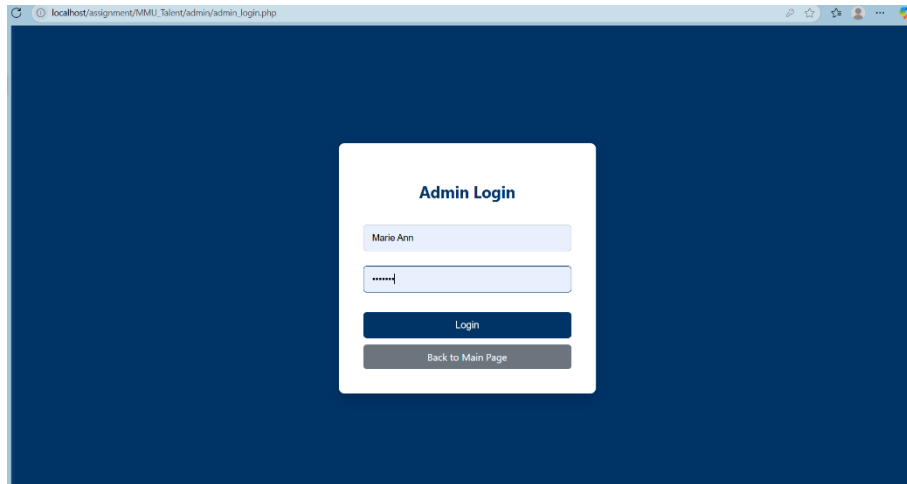 localhost/assignment/MMU_Talent/admin/admin_login.php
Admin Login
Marie Ann
•••••••
Login
Back to Main Page